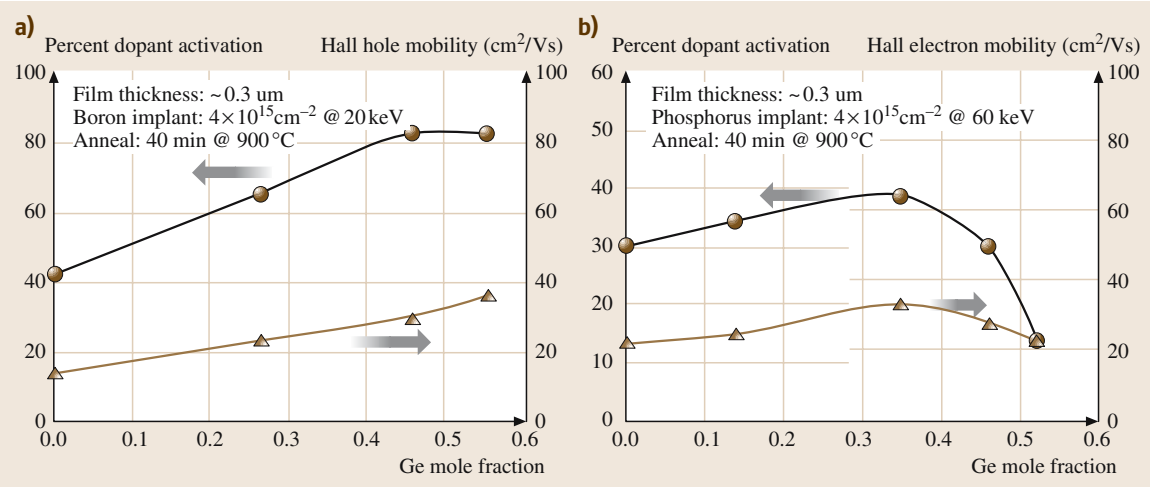 a)
Percent dopant activation Hall hole mobility (cm²/Vs)
100 100
Film thickness: ~0.3 um
Boron implant: 4×10¹⁵cm⁻² @ 20 keV
Anneal: 40 min @ 900 °C
80 80
60 60
40 40
20 20
0 0
0.0 0.1 0.2 0.3 0.4 0.5 0.6
Ge mole fraction
b)
Percent dopant activation Hall electron mobility (cm²/Vs)
60 100
Film thickness: ~0.3 um
Phosphorus implant: 4×10¹⁵cm⁻² @ 60 keV
50
Anneal: 40 min @ 900°C 80
40
60
30
40
20
20
10
0 0
0.0 0.1 0.2 0.3 0.4 0.5 0.6
Ge mole fraction